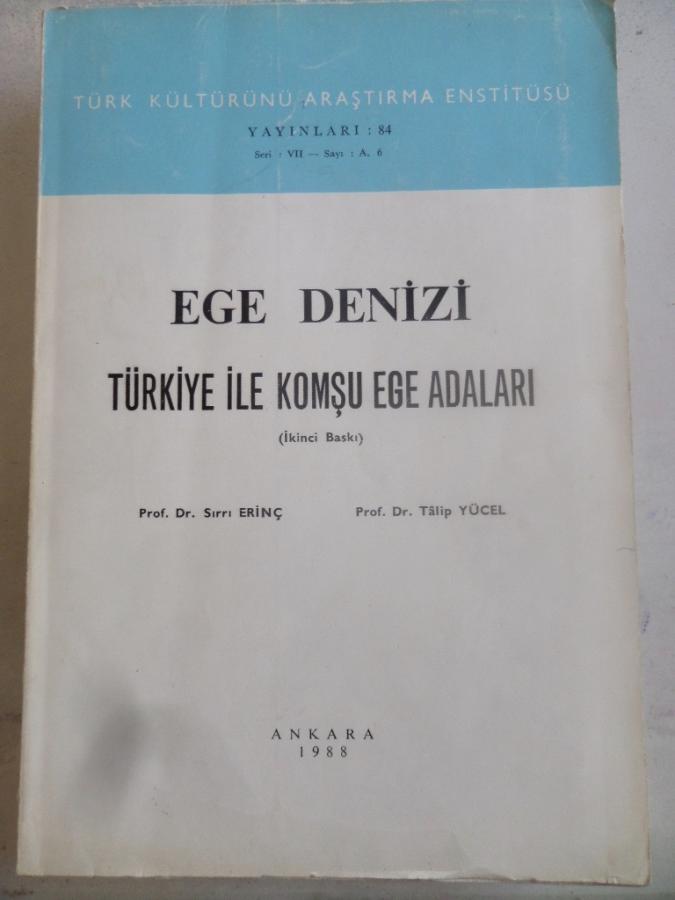 TÜRK KÜLTÜRÜNÜ ARAŞTIRMA ENSTİTÜSÜ
YAYINLARI : 84
Seri : VII — Sayı : A. 6
EGE DENİZİ
TÜRKİYE İLE KOMŞU EGE ADALARI
(İkinci Baskı)
Prof. Dr. Sırrı ERİNÇ Prof. Dr. Tâlip YÜCEL
ANKARA
1988